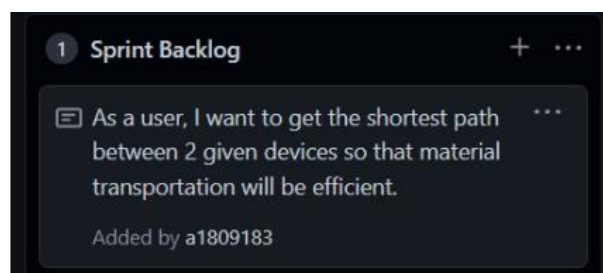 1 Sprint Backlog
As a user, I want to get the shortest path
between 2 given devices so that material
transportation will be efficient.
Added by a1809183